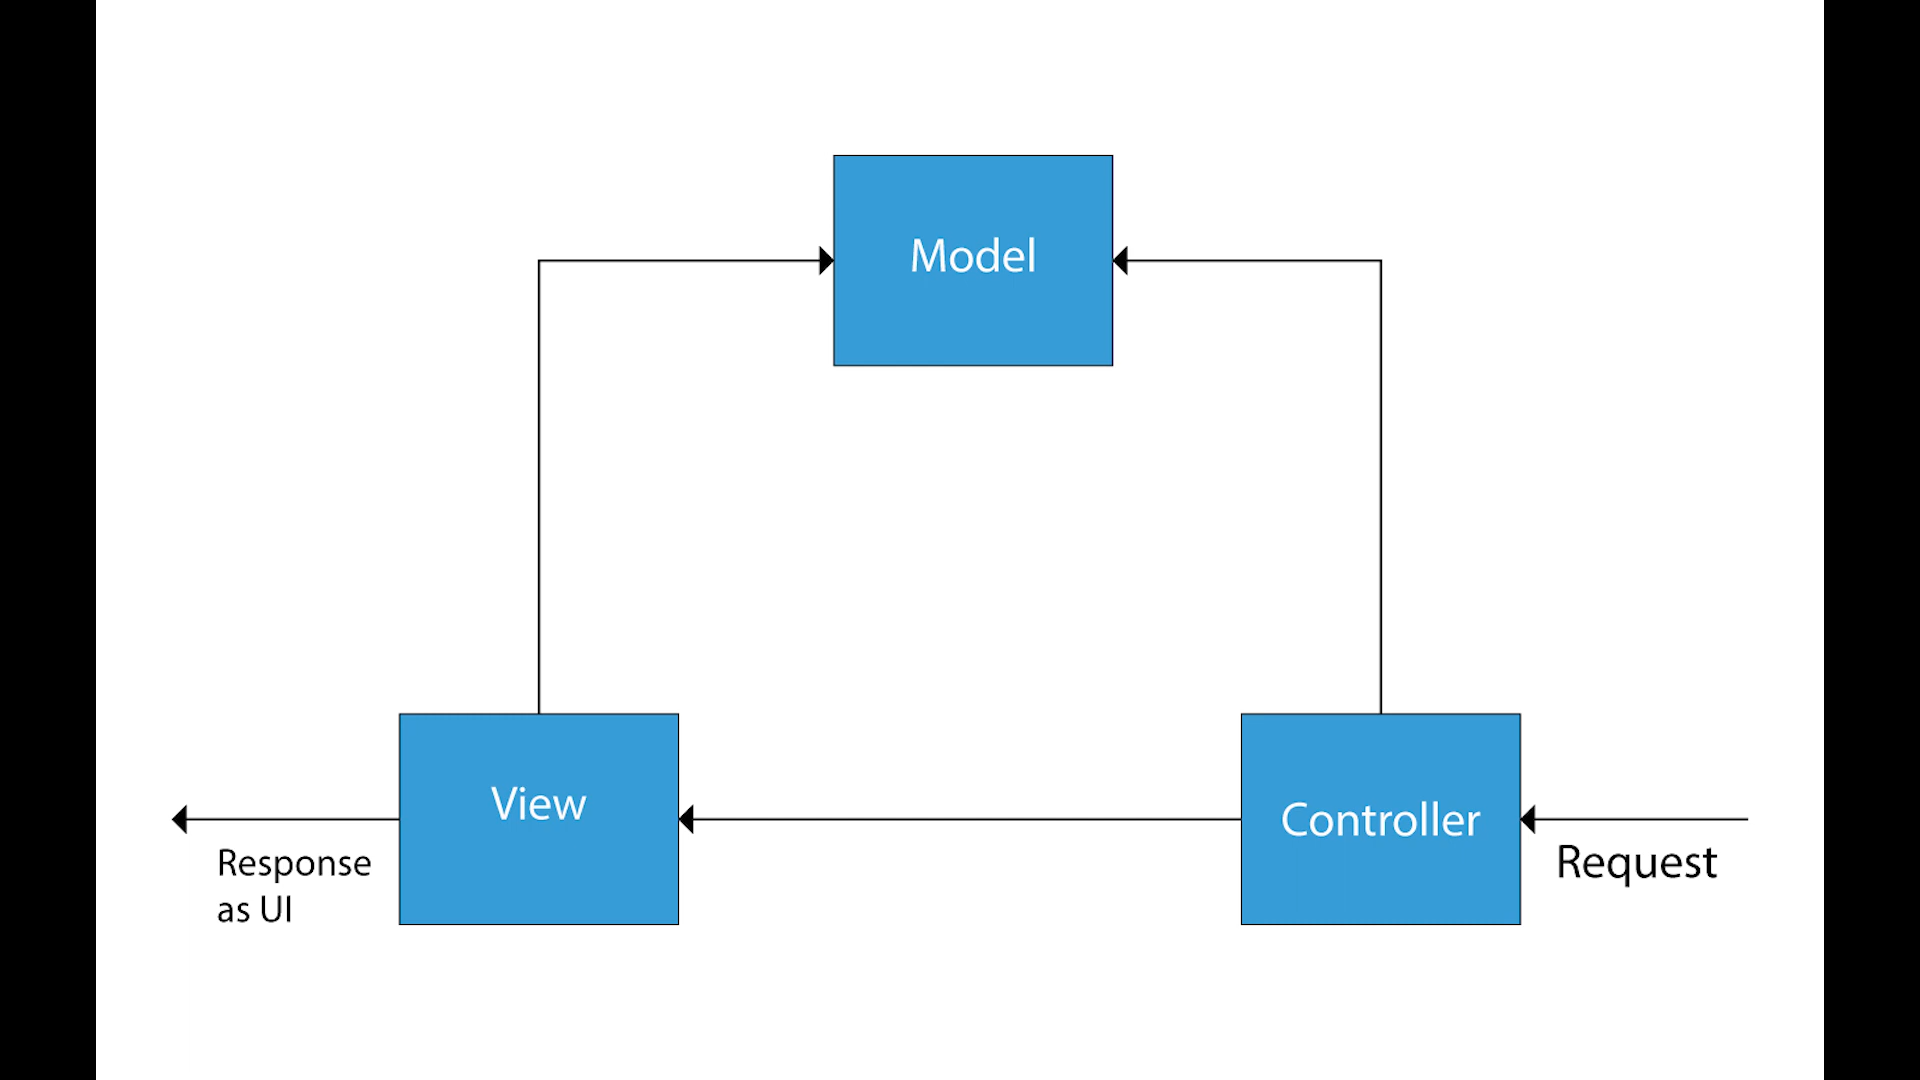 Model
View
Controller
Response
as UI
Request